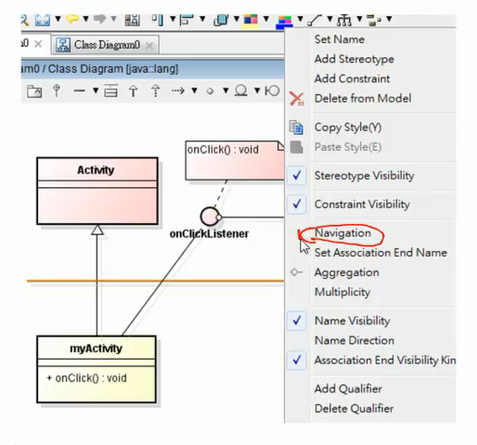 0
Class Diagram0
am0 / Class Diagram [java::lang]
Set Name
Add Stereotype
Add Constraint
Delete from Model
Copy Style(Y)
Paste Style(E)
Stereotype Visibility
Constraint Visibility
Navigation
Set Association End Name
Aggregation
Multiplicity
Name Visibility
Name Direction
Association End Visibility Kin
Add Qualifier
Delete Qualifier
onClick() : void
Activity
onClickListener
myActivity
+ onClick() : void